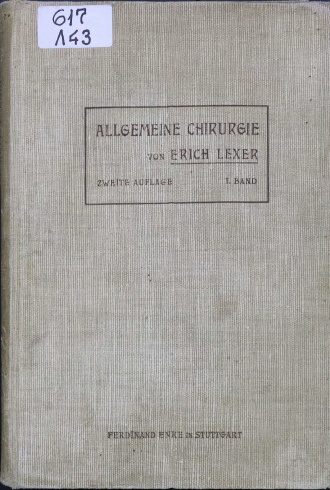 617
143
ALLGEMEINE CHIRURGIE
VON ERICH LEXER
ZWEITE AUFLAGE I. BAND
FERDINAND ENKE IN STUTTGART